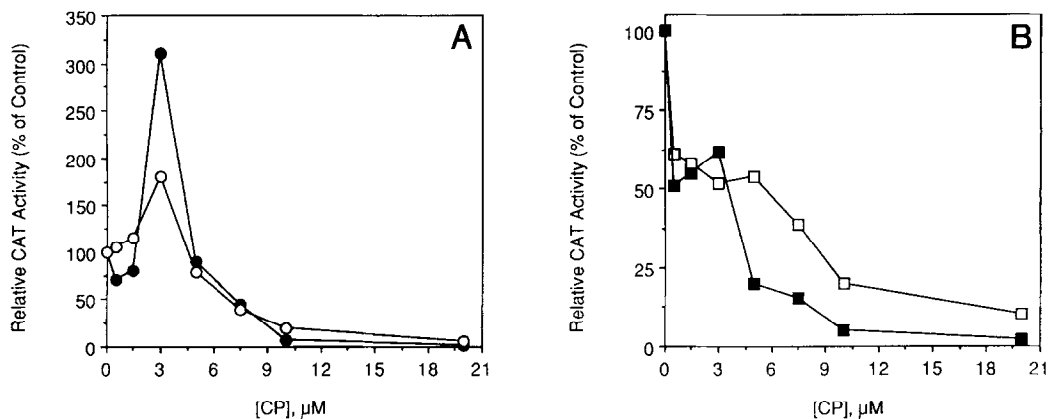 A
Relative CAT Activity (% of Control)
350
300
250
200
150
100
50
0
0 3 6 9 12 15 18 21
[CP], µM
B
Relative CAT Activity (% of Control)
100
75
50
25
0
0 3 6 9 12 15 18 21
[CP], µM